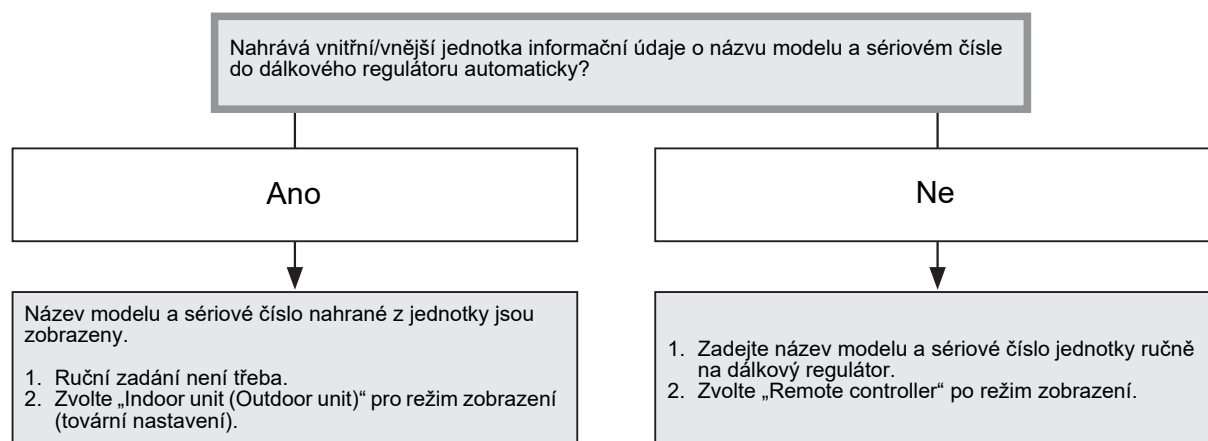 Nahrává vnitřní/vnější jednotka informační údaje o názvu modelu a sériovém čísle
do dálkového regulátoru automaticky?
Ano
Ne
Název modelu a sériové číslo nahrané z jednotky jsou
zobrazeny.
1. Ruční zadání není třeba.
2. Zvolte „Indoor unit (Outdoor unit)“ pro režim zobrazení
(tovární nastavení).
1. Zadejte název modelu a sériové číslo jednotky ručně
na dálkový regulátor.
2. Zvolte „Remote controller“ po režim zobrazení.